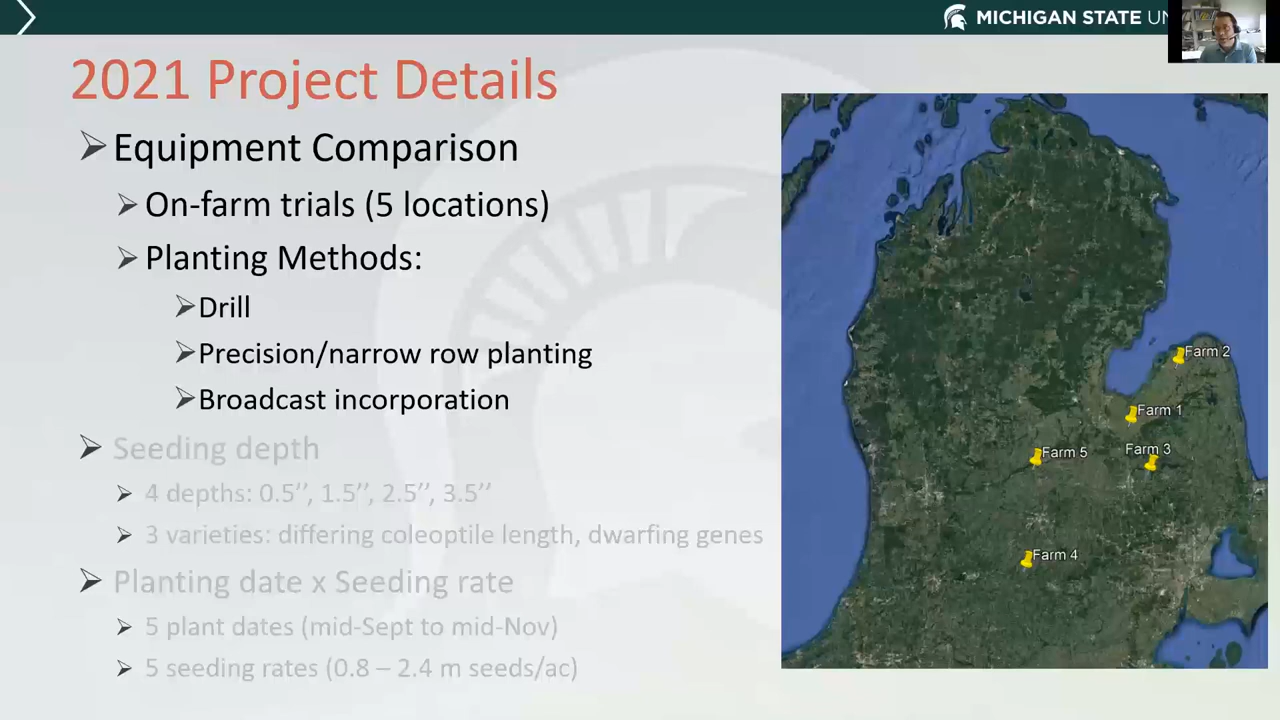 MICHIGAN STATE UN
2021 Project Details
Equipment Comparison
On-farm trials (5 locations)
Planting Methods:
Drill
Precision/narrow row planting
Broadcast incorporation
Seeding depth
4 depths: 0.5’’, 1.5’’, 2.5’’, 3.5’’
3 varieties: differing coleoptile length, dwarfing genes
Planting date x Seeding rate
5 plant dates (mid-Sept to mid-Nov)
5 seeding rates (0.8 – 2.4 m seeds/ac)
Farm 2
Farm 1
Farm 3
Farm 5
Farm 4